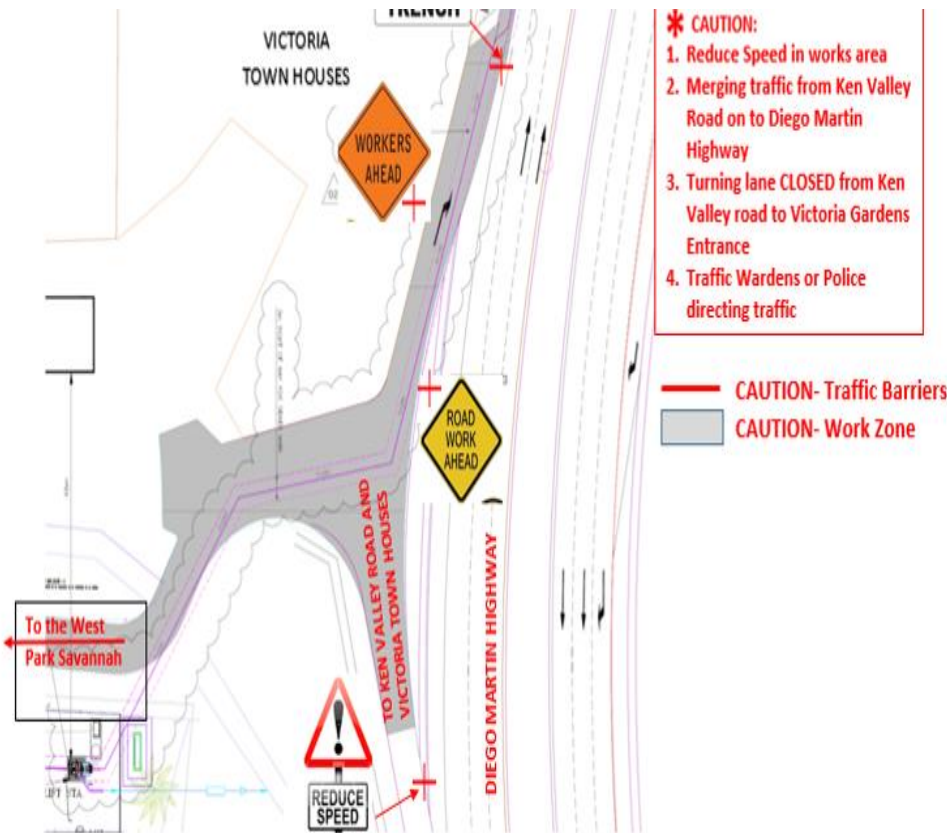 TRENCH
VICTORIA
TOWN HOUSES
WORKERS
AHEAD
ROAD
WORK
AHEAD
TO KEN VALLEY ROAD AND
VICTORIA TOWN HOUSES
DIEGO MARTIN HIGHWAY
To the West
Park Savannah
REDUCE
SPEED
* CAUTION:
1. Reduce Speed in works area
2. Merging traffic from Ken Valley
Road on to Diego Martin
Highway
3. Turning lane CLOSED from Ken
Valley road to Victoria Gardens
Entrance
4. Traffic Wardens or Police
directing traffic
CAUTION- Traffic Barriers
CAUTION- Work Zone